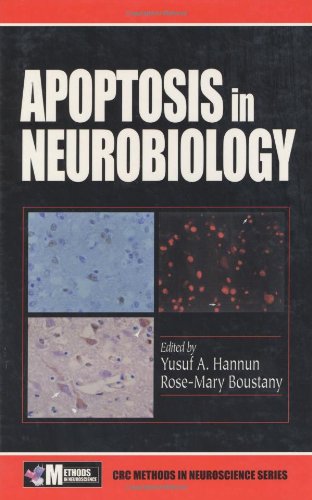 APOPTOSIS in
NEUROBIOLOGY
Edited by
Yusuf A. Hannun
Rose-Mary Boustany
METHODS
IN NEUROSCIENCE
CRC METHODS IN NEUROSCIENCE SERIES